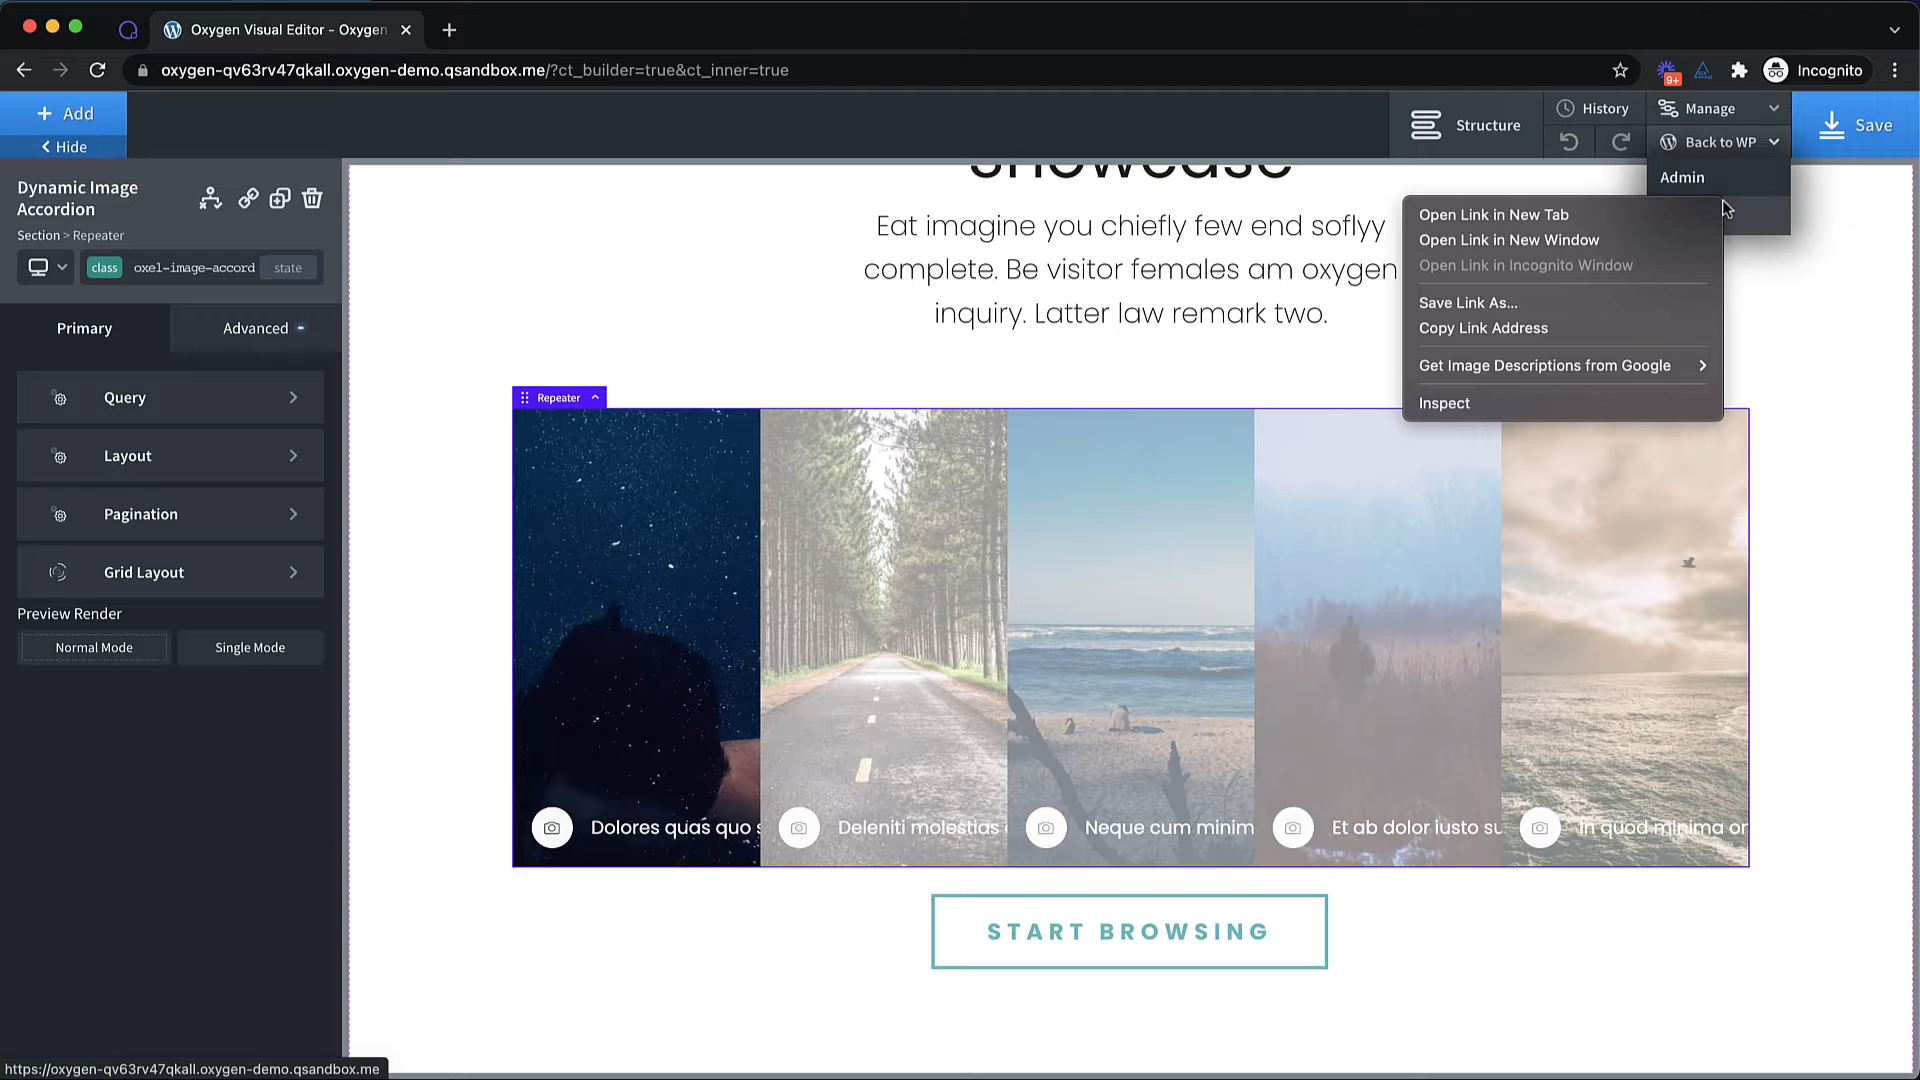 Oxygen Visual Editor - Oxygen
oxygen-qv63rv47qkall.oxygen-demo.qsandbox.me/?ct_builder=true&ct_inner=true
9+
Incognito
+ Add
Hide
Structure
History
Manage
Back to WP
Save
Admin
Dynamic Image
Accordion
Section > Repeater
class oxel-image-accord state
Primary
Advanced
Query
Layout
Pagination
Grid Layout
Preview Render
Normal Mode
Single Mode
Showcase
Eat imagine you chiefly few end soflyy
complete. Be visitor females am oxygen
inquiry. Latter law remark two.
Open Link in New Tab
Open Link in New Window
Open Link in Incognito Window
Save Link As...
Copy Link Address
Get Image Descriptions from Google
Inspect
Repeater
Dolores quas quo s
Deleniti molestias
Neque cum minim
Et ab dolor iusto su
In quod minima or
START BROWSING
https://oxygen-qv63rv47qkall.oxygen-demo.qsandbox.me